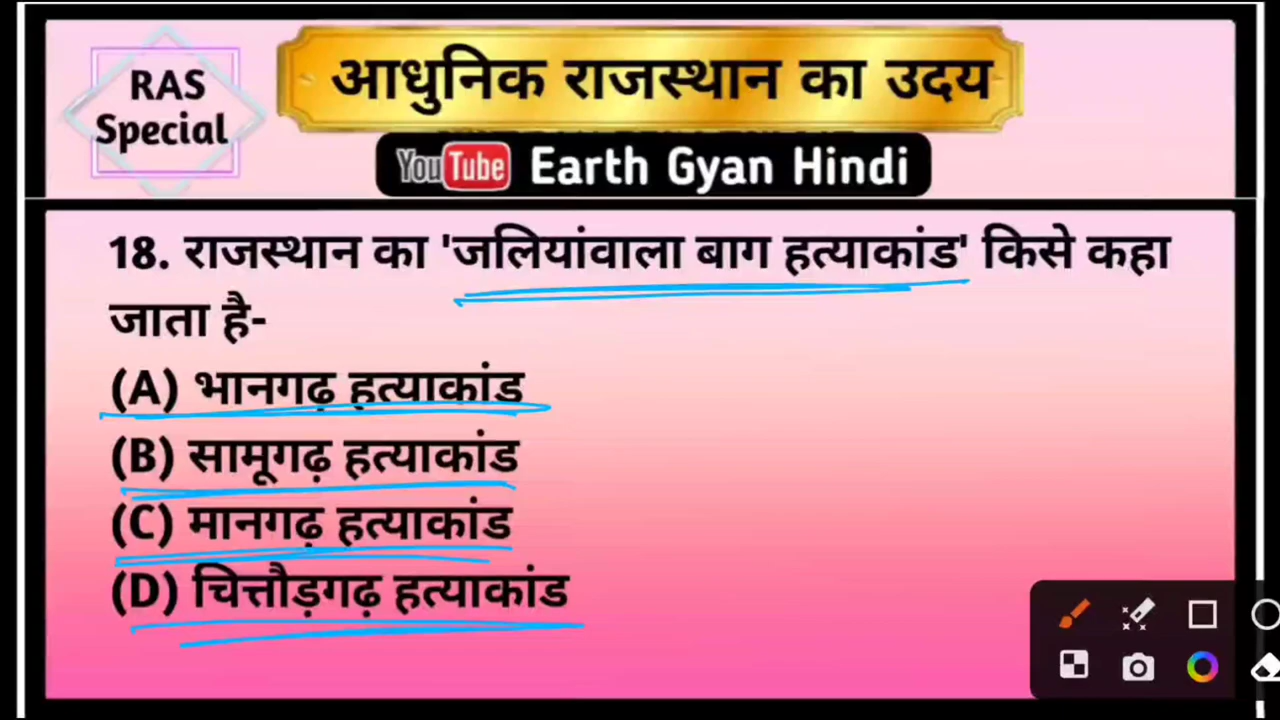 RAS
Special
आधुनिक राजस्थान का उदय
YouTube Earth Gyan Hindi
18. राजस्थान का 'जलियांवाला बाग हत्याकांड' किसे कहा
जाता है-
(A) भानगढ़ हत्याकांड
(B) सामूगढ़ हत्याकांड
(C) मानगढ़ हत्याकांड
(D) चित्तौड़गढ़ हत्याकांड